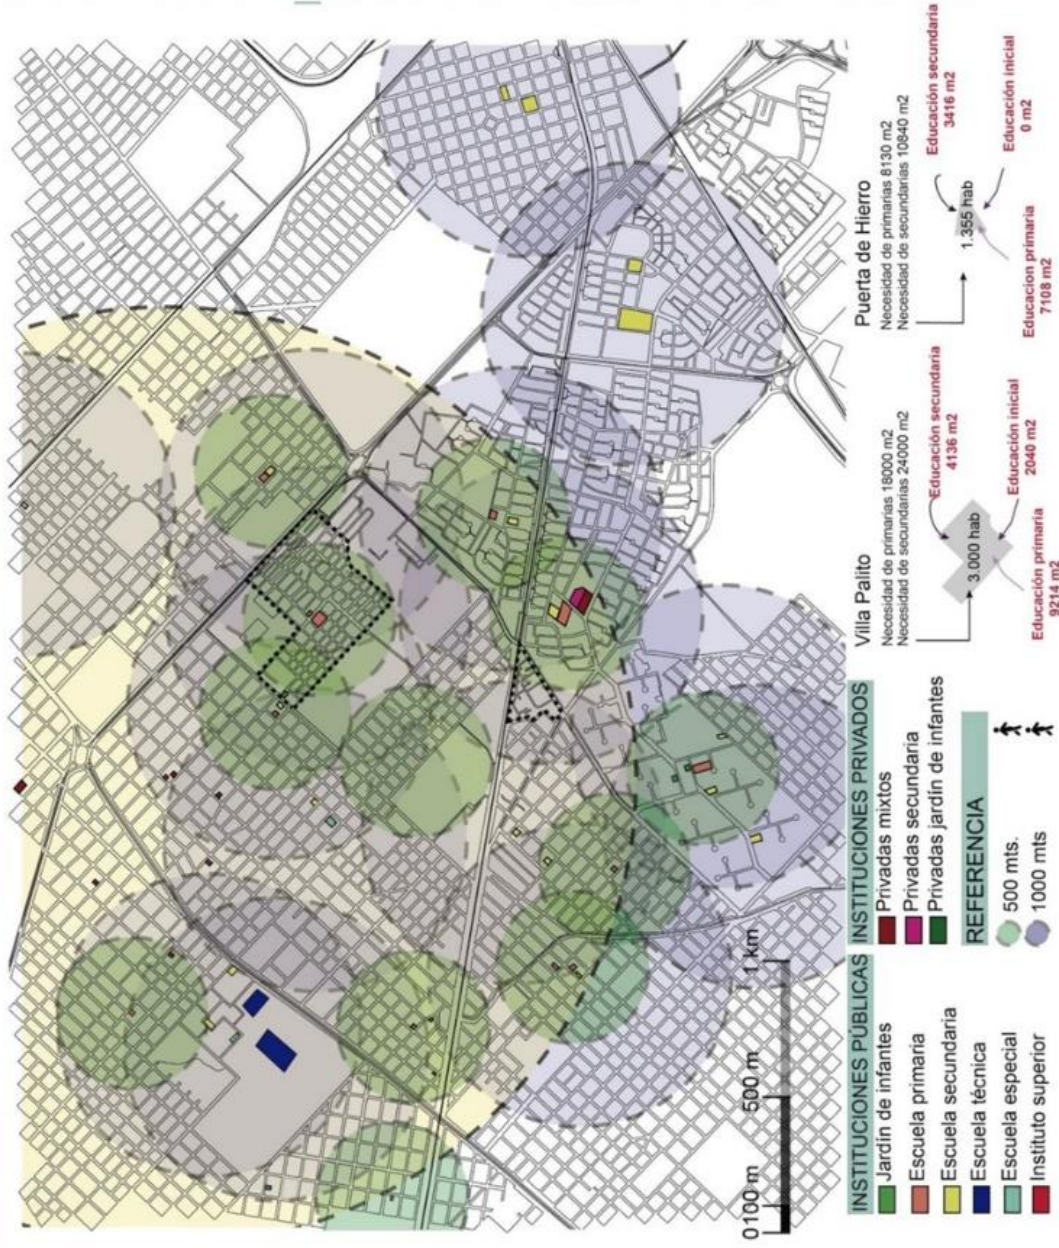 0100 m
500 m
1 km
INSTITUCIONES PÚBLICAS
Jardín de infantes
Escuela primaria
Escuela secundaria
Escuela técnica
Escuela especial
Instituto superior
INSTITUCIONES PRIVADOS
Privadas mixtos
Privadas secundaria
Privadas jardín de infantes
REFERENCIA
500 mts.
1000 mts
Villa Palito
Necesidad de primarias 18000 m2
Necesidad de secundarias 24000 m2
Educación secundaria
4136 m2
3.000 hab
Educación primaria
9214 m2
Educación inicial
2040 m2
Puerta de Hierro
Necesidad de primarias 8130 m2
Necesidad de secundarias 10840 m2
Educación secundaria
3416 m2
1.355 hab
Educacion primaria
7108 m2
Educación inicial
0 m2